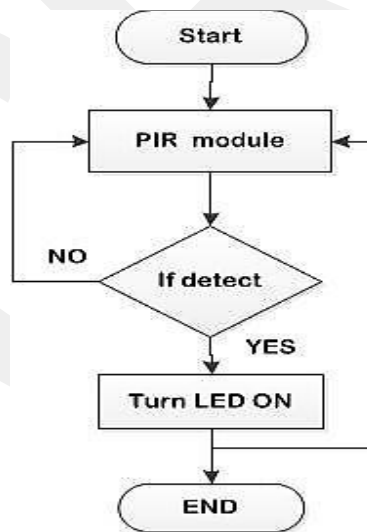 Start
PIR module
If detect
NO
YES
Turn LED ON
END